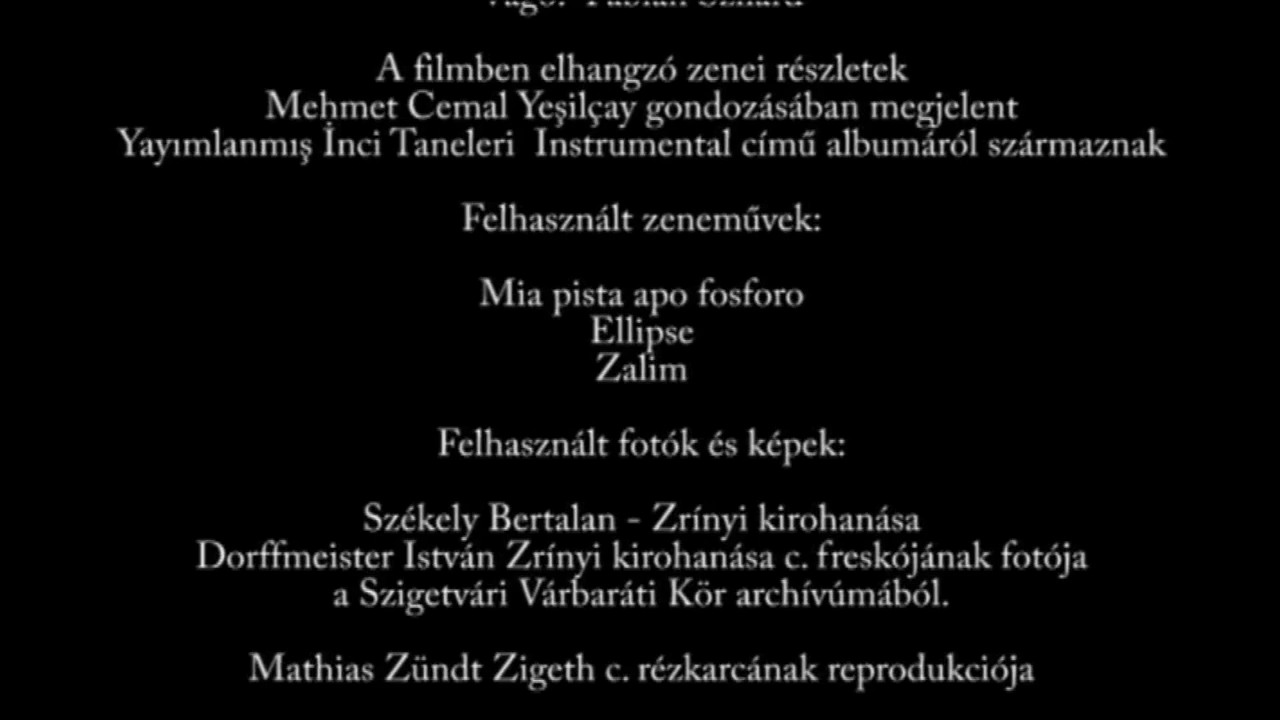 A filmben elhangzó zenei részletek
Mehmet Cemal Yeşilçay gondozásában megjelent
Yayımlanmış İnci Taneleri Instrumental című albumáról származnak
Felhasznált zeneművek:
Mia pista apo fosforo
Ellipse
Zalim
Felhasznált fotók és képek:
Székely Bertalan - Zrínyi kirohanása
Dorffmeister István Zrínyi kirohanása c. freskójának fotója
a Szigetvári Várbaráti Kör archívúmából.
Mathias Zündt Zigeth c. rézkarcának reprodukciója